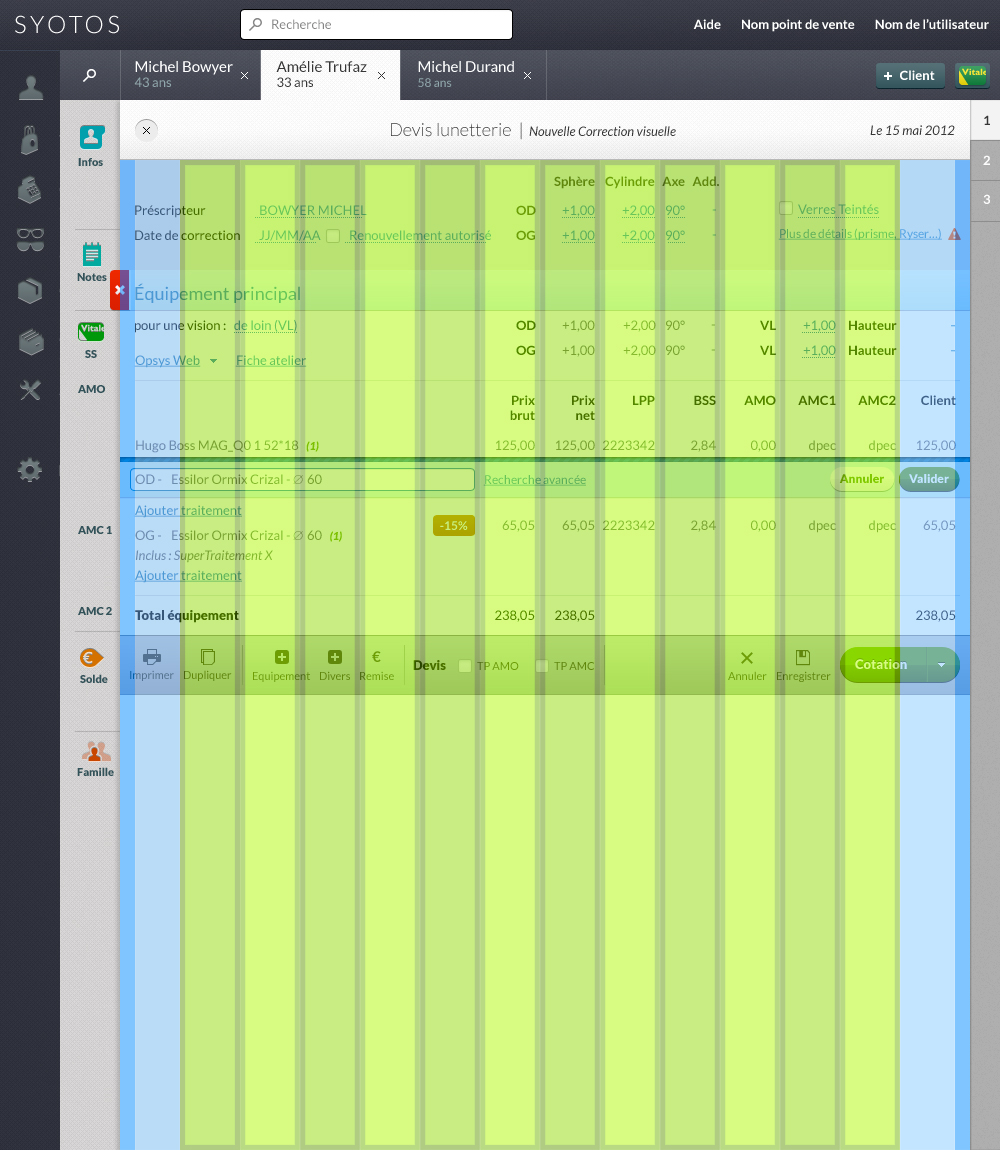 SYOTOS
Recherche
Aide Nom point de vente Nom de l'utilisateur
Michel Bowyer
43 ans
Amélie Trufaz
33 ans
Michel Durand
58 ans
+ Client
Vitale
Devis lunetterie | Nouvelle Correction visuelle
Le 15 mai 2012
1
2
3
Infos
Notes
Vitale
SS
AMO
AMC 1
AMC 2
Solde
Famille
Sphère Cylindre Axe Add.
Préscripteur BOWYER MICHEL OD +1,00 +2,00 90° - Verres Teintés
Date de correction JJ/MM/AA Renouvellement autorisé OG +1,00 +2,00 90° - Plus de détails (prisme, Ryser...)
Équipement principal
pour une vision : de loin (VL) OD +1,00 +2,00 90° - VL +1,00 Hauteur -
OG +1,00 +2,00 90° - VL +1,00 Hauteur -
Opsys Web Fiche atelier
Prix brut Prix net LPP BSS AMO AMC1 AMC2 Client
Hugo Boss MAG_Q0 1 52*18 (1) 125,00 125,00 2223342 2,84 0,00 dpec dpec 125,00
OD - Essilor Ormix Crizal - ∅ 60 Recherche avancée Annuler Valider
Ajouter traitement
-15% 65,05 65,05 2223342 2,84 0,00 dpec dpec 65,05
OG - Essilor Ormix Crizal - ∅ 60 (1)
Inclus : SuperTraitement X
Ajouter traitement
Total équipement 238,05 238,05 238,05
Imprimer Dupliquer Equipement Divers € Remise Devis TP AMO TP AMC Annuler Enregistrer Cotation